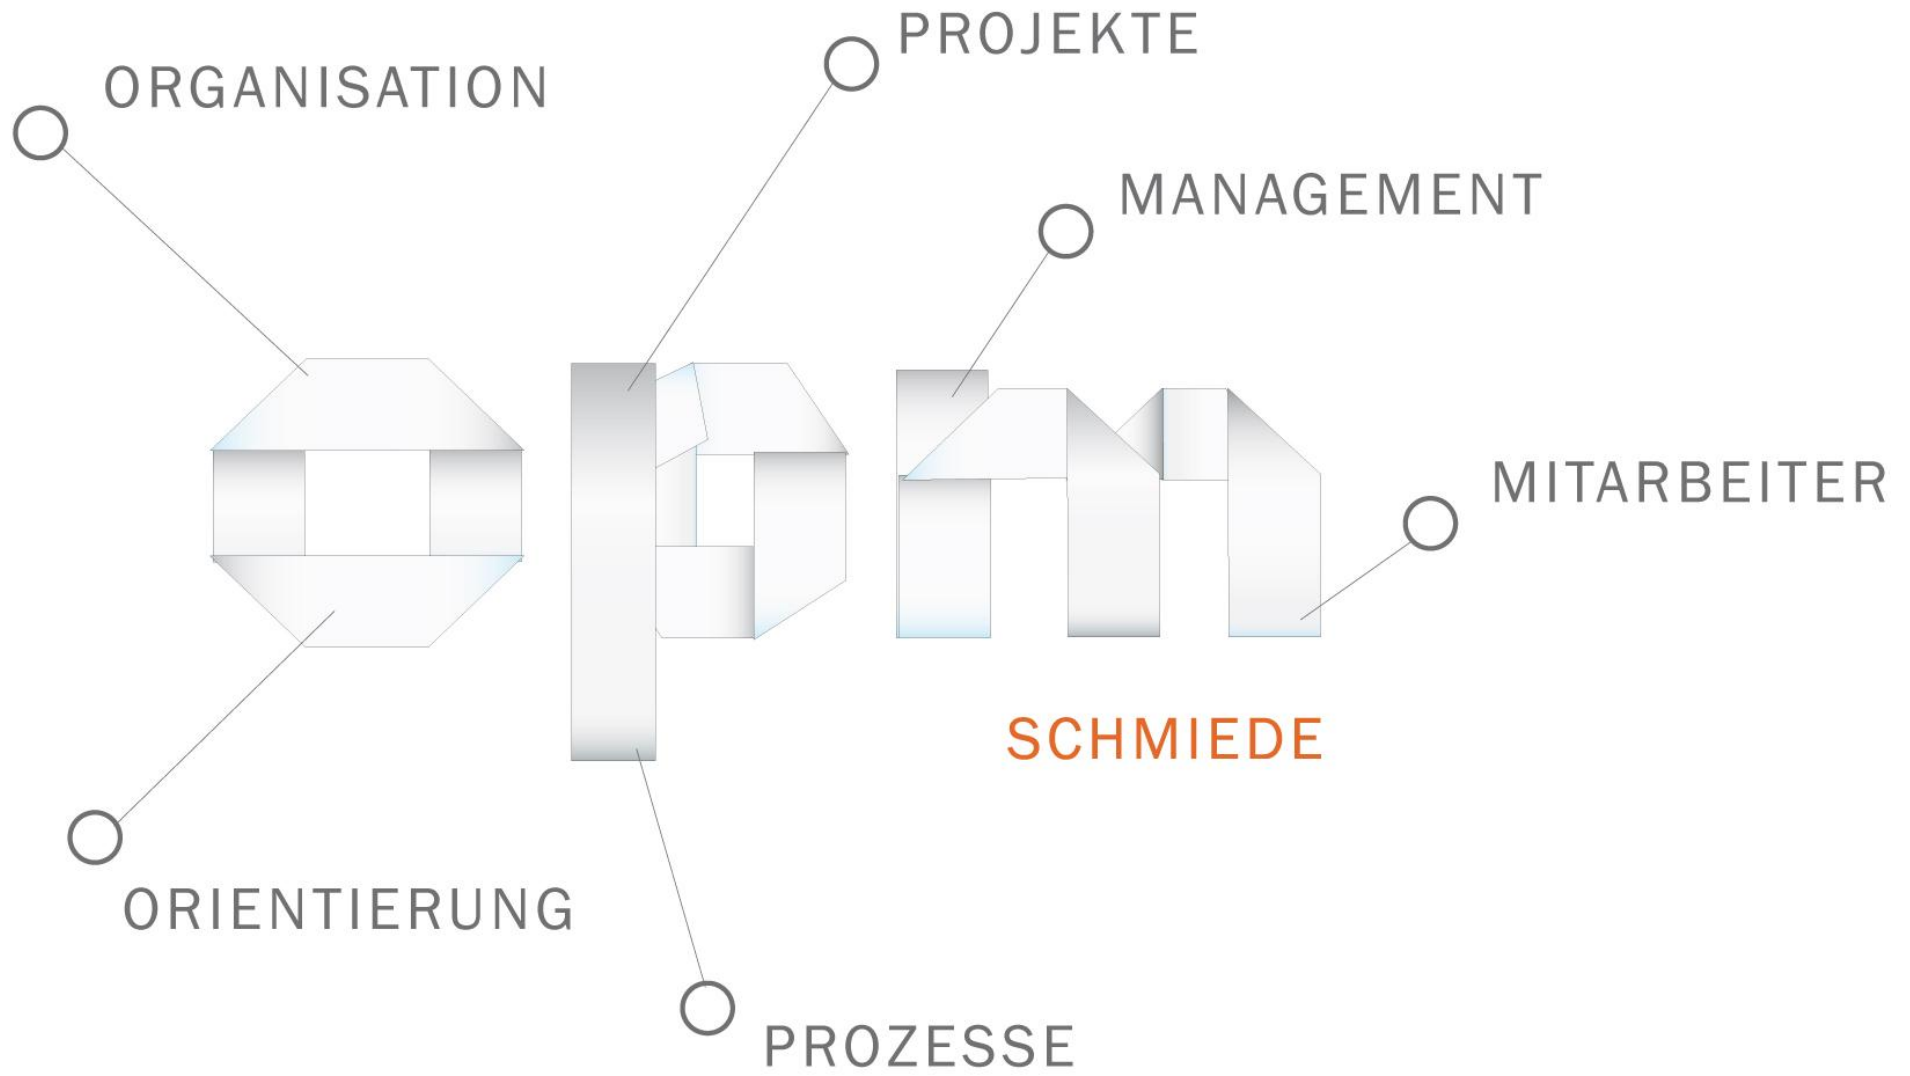 PROJEKTE
ORGANISATION
MANAGEMENT
opm
MITARBEITER
SCHMIEDE
ORIENTIERUNG
PROZESSE